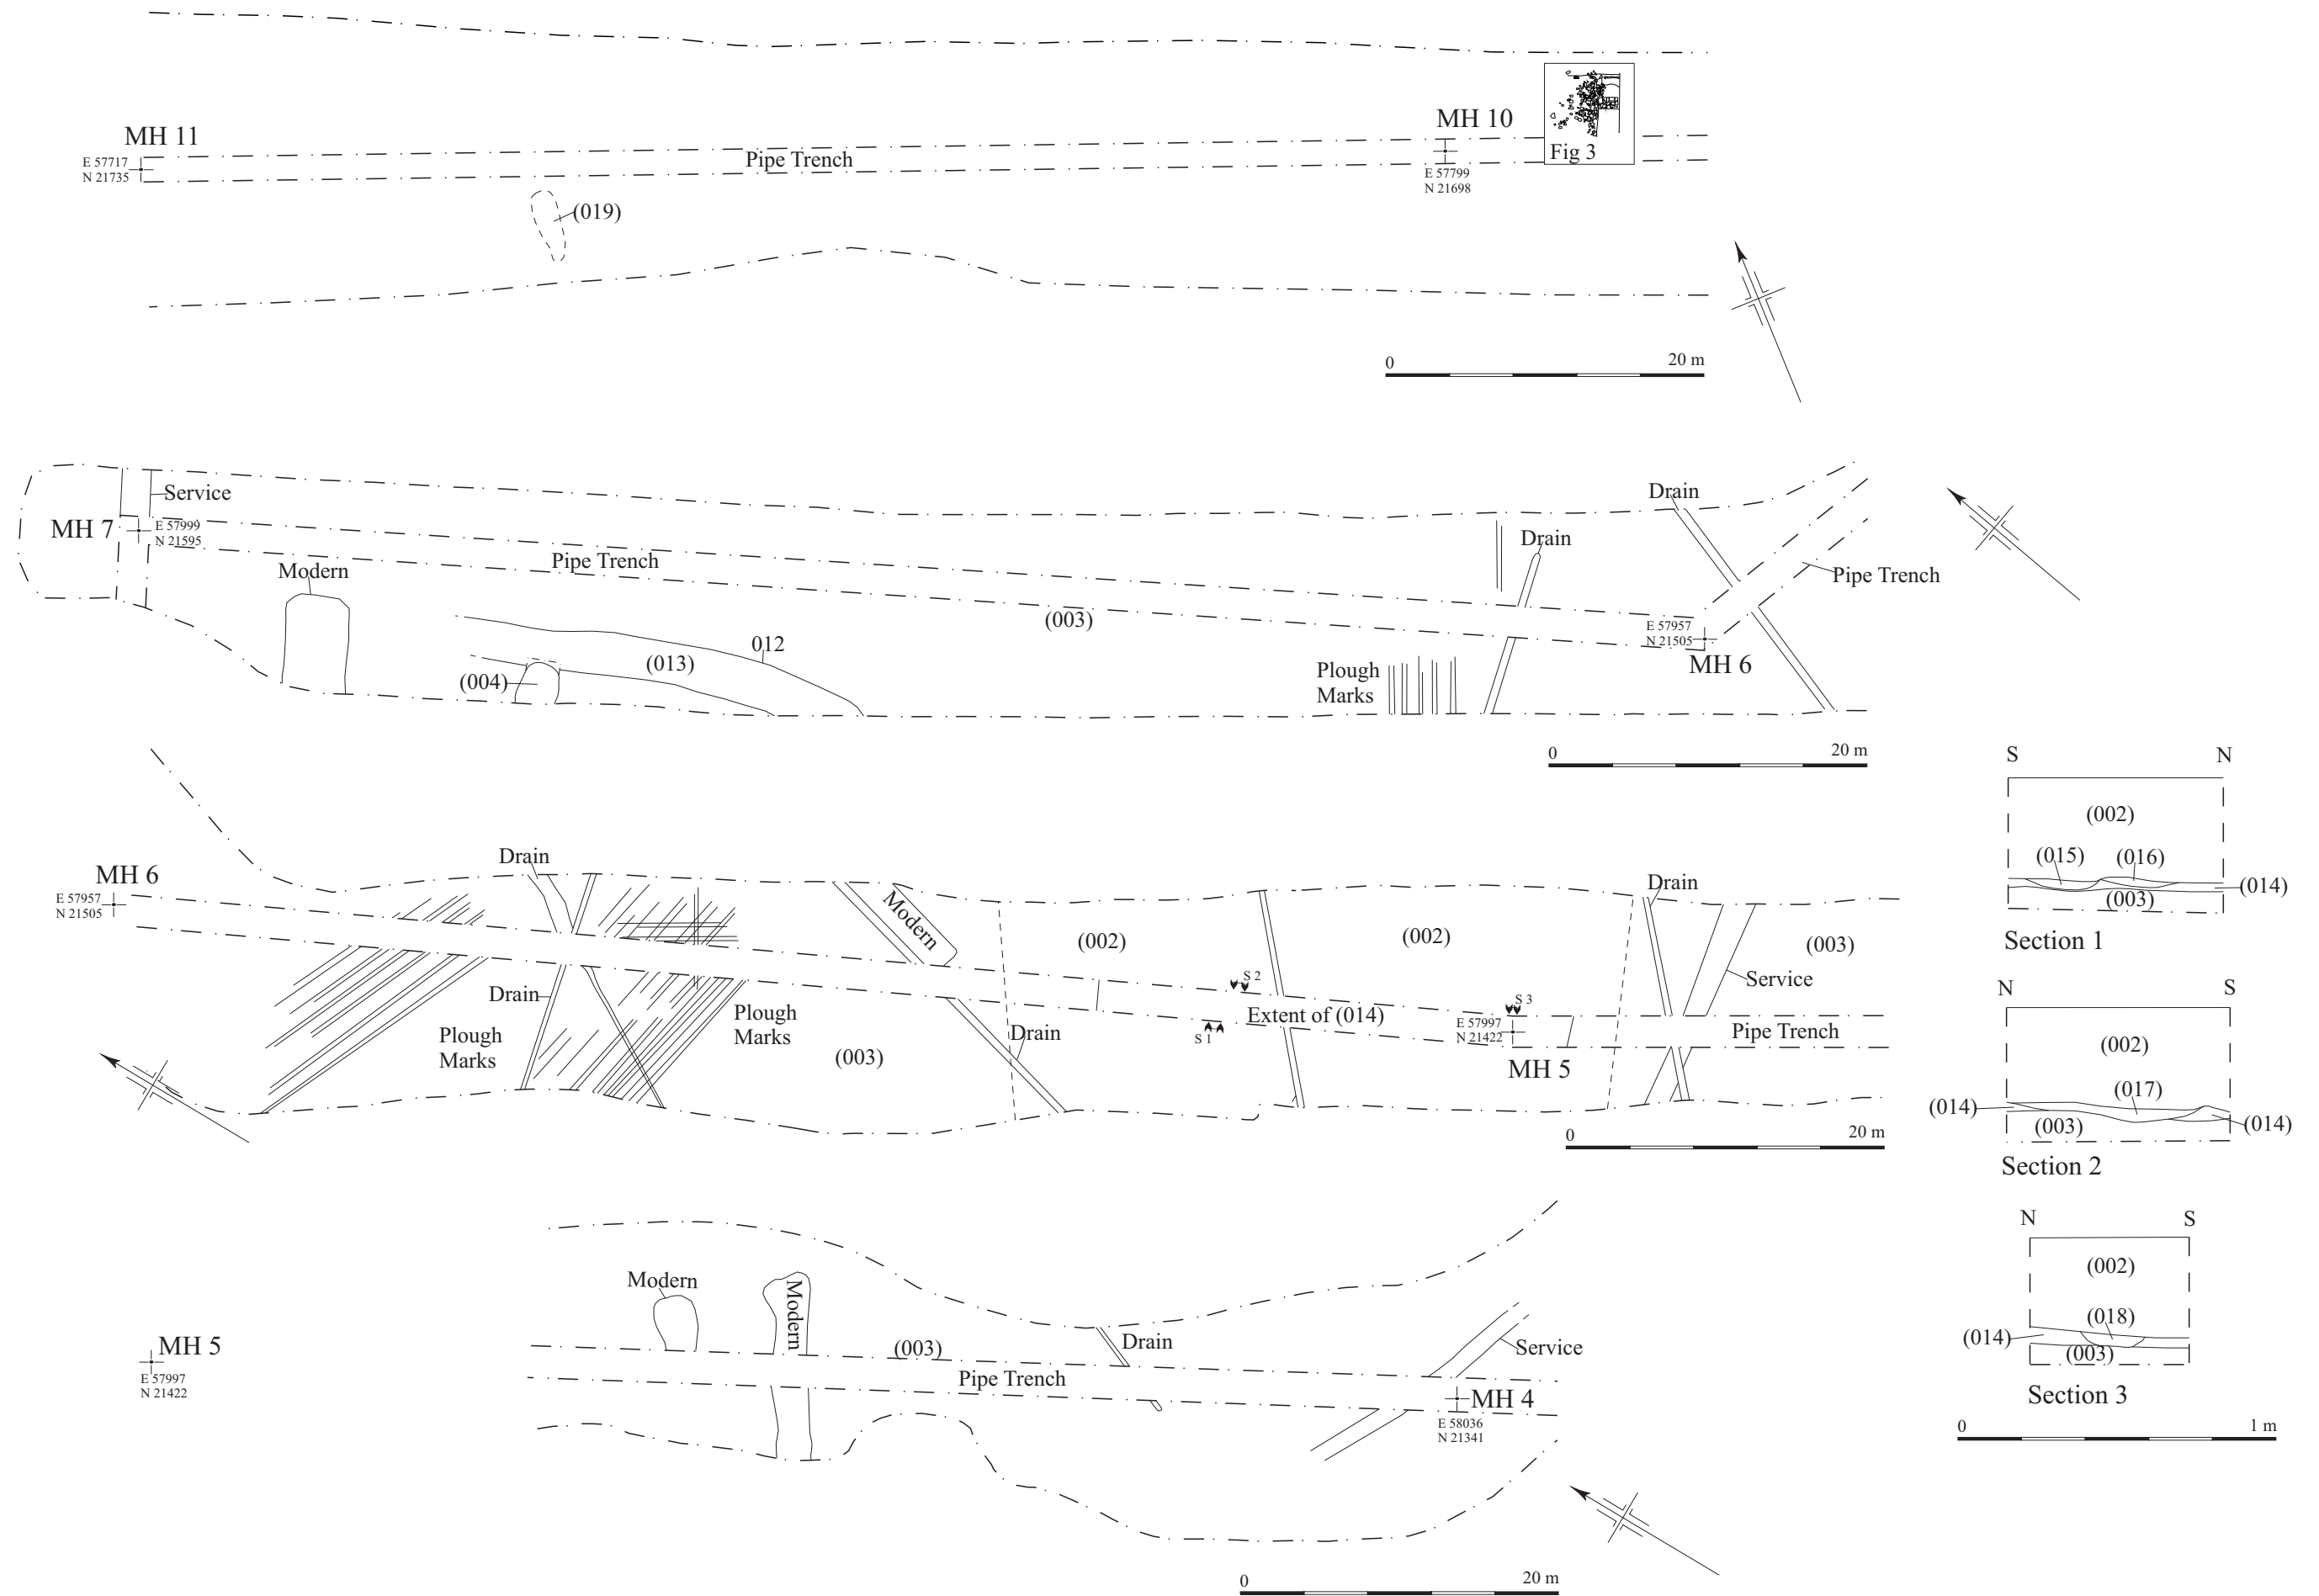 MH 11
E 57717
N 21735
Pipe Trench
MH 10
E 57799
N 21698
Fig 3
(019)
0
20 m
Service
MH 7
E 57999
N 21595
Modern
Pipe Trench
(004)
(013)
012
(003)
Plough
Marks
Drain
Drain
E 57957
N 21505
MH 6
Pipe Trench
0
20 m
MH 6
E 57957
N 21505
Drain
Drain
Plough
Marks
Plough
Marks
(003)
Modern
Drain
(002)
S 2
S 1
Extent of (014)
(002)
S 3
E 57997
N 21422
MH 5
Drain
Service
(003)
Pipe Trench
0
20 m
MH 5
E 57997
N 21422
Modern
Modern
(003)
Pipe Trench
Drain
Service
MH 4
E 58036
N 21341
0
20 m
S
N
(002)
(015)
(016)
(014)
(003)
Section 1
N
S
(002)
(017)
(014)
(003)
(014)
Section 2
N
S
(002)
(018)
(014)
(003)
Section 3
0
1 m